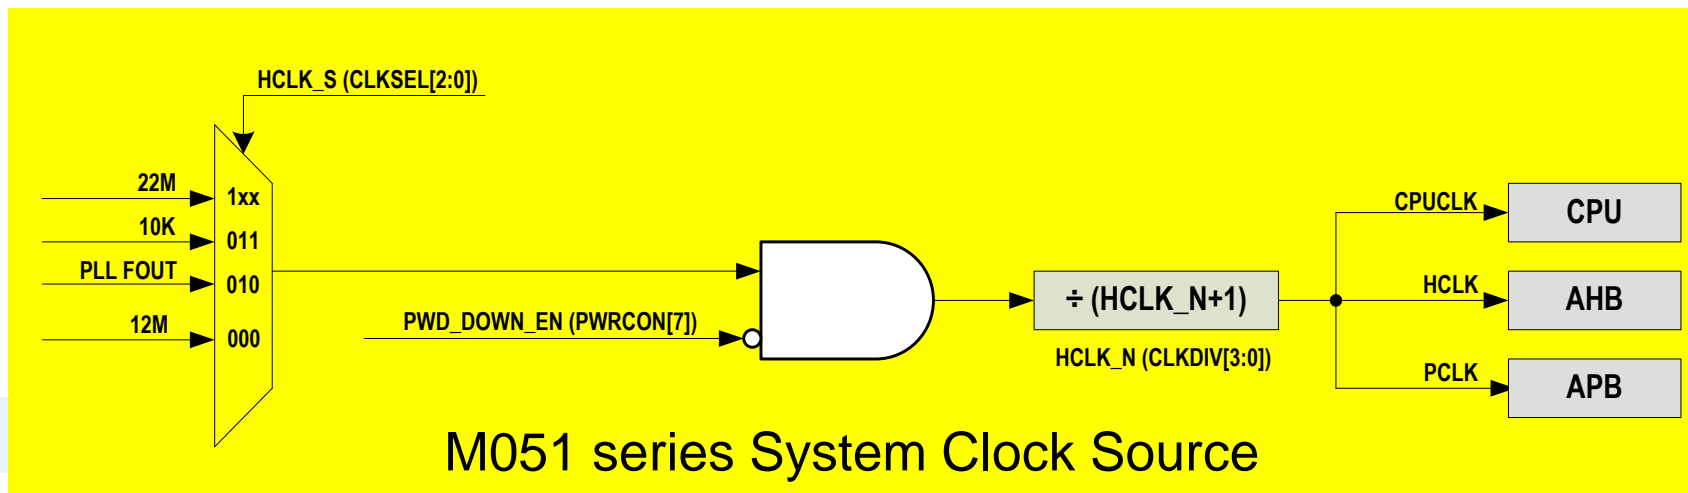 HCLK_S (CLKSEL[2:0])
22M
1xx
10K
011
PLL FOUT
010
12M
000
PWD_DOWN_EN (PWRCON[7])
÷ (HCLK_N+1)
HCLK_N (CLKDIV[3:0])
CPUCLK
CPU
HCLK
AHB
PCLK
APB
M051 series System Clock Source